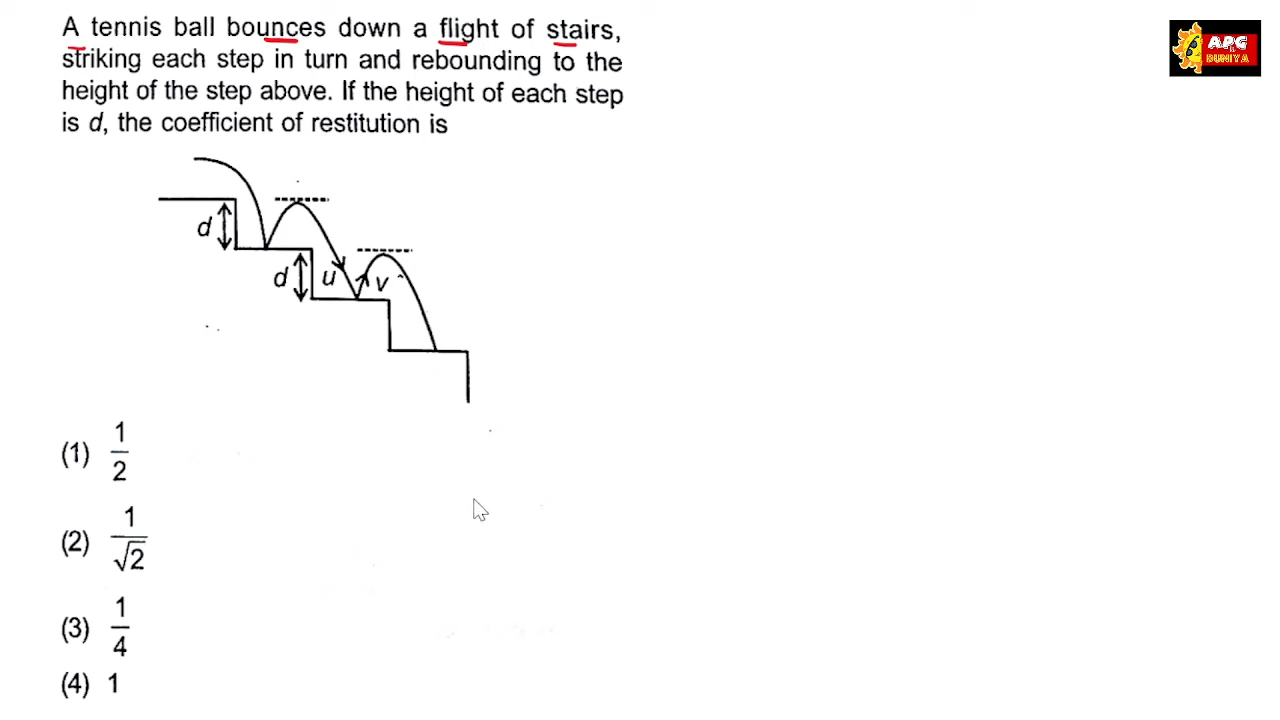 A tennis ball bounces down a flight of stairs,
striking each step in turn and rebounding to the
height of the step above. If the height of each step
is d, the coefficient of restitution is
APG
DUNIYA
d
d
u
v
(1) 1/2
(2) 1/√2
(3) 1/4
(4) 1